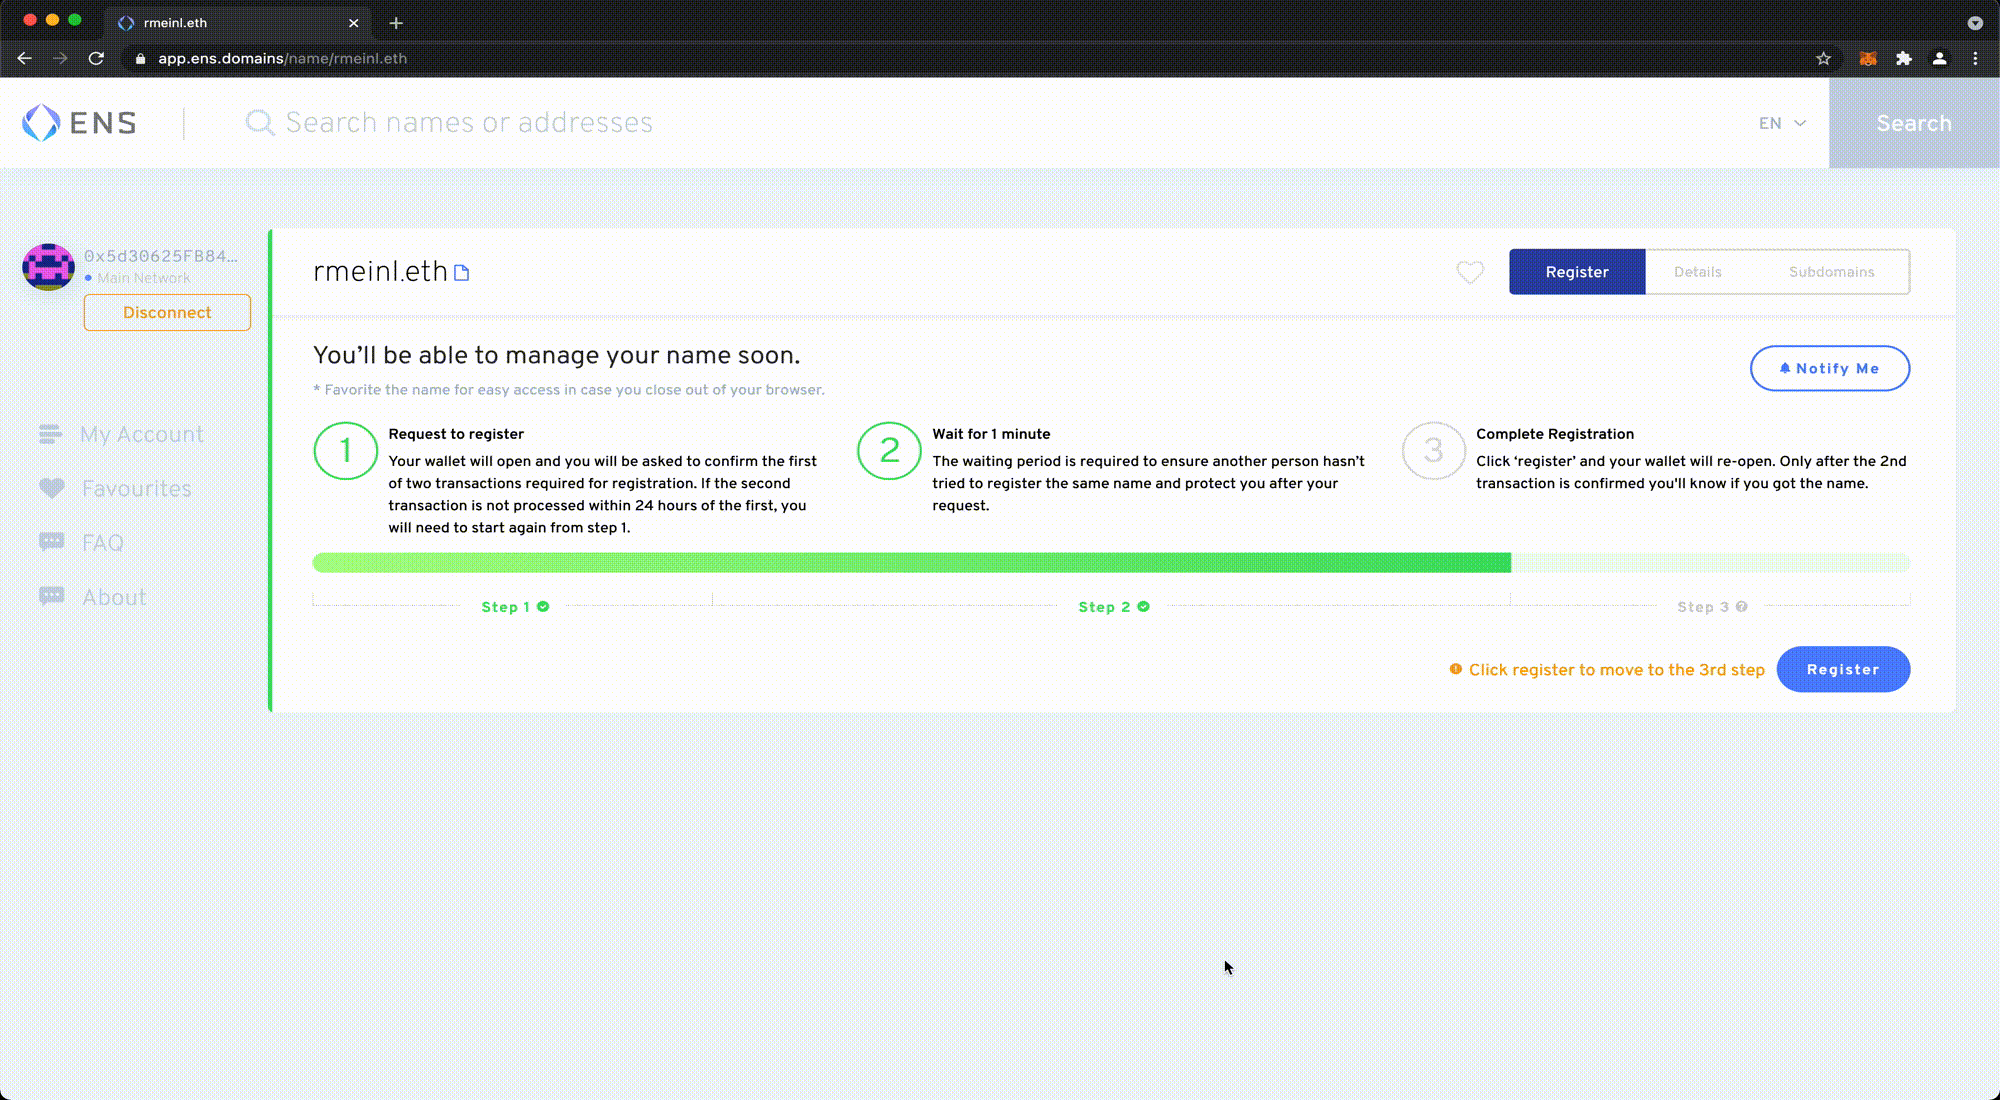 rmeinl.eth
app.ens.domains/name/rmeinl.eth
ENS
Search names or addresses
EN
Search
0x5d30625FB84...
Main Network
Disconnect
My Account
Favourites
FAQ
About
rmeinl.eth
Register
Details
Subdomains
You’ll be able to manage your name soon.
* Favorite the name for easy access in case you close out of your browser.
Notify Me
1
Request to register
Your wallet will open and you will be asked to confirm the first
of two transactions required for registration. If the second
transaction is not processed within 24 hours of the first, you
will need to start again from step 1.
2
Wait for 1 minute
The waiting period is required to ensure another person hasn’t
tried to register the same name and protect you after your
request.
3
Complete Registration
Click ‘register’ and your wallet will re-open. Only after the 2nd
transaction is confirmed you'll know if you got the name.
Step 1
Step 2
Step 3
Click register to move to the 3rd step
Register